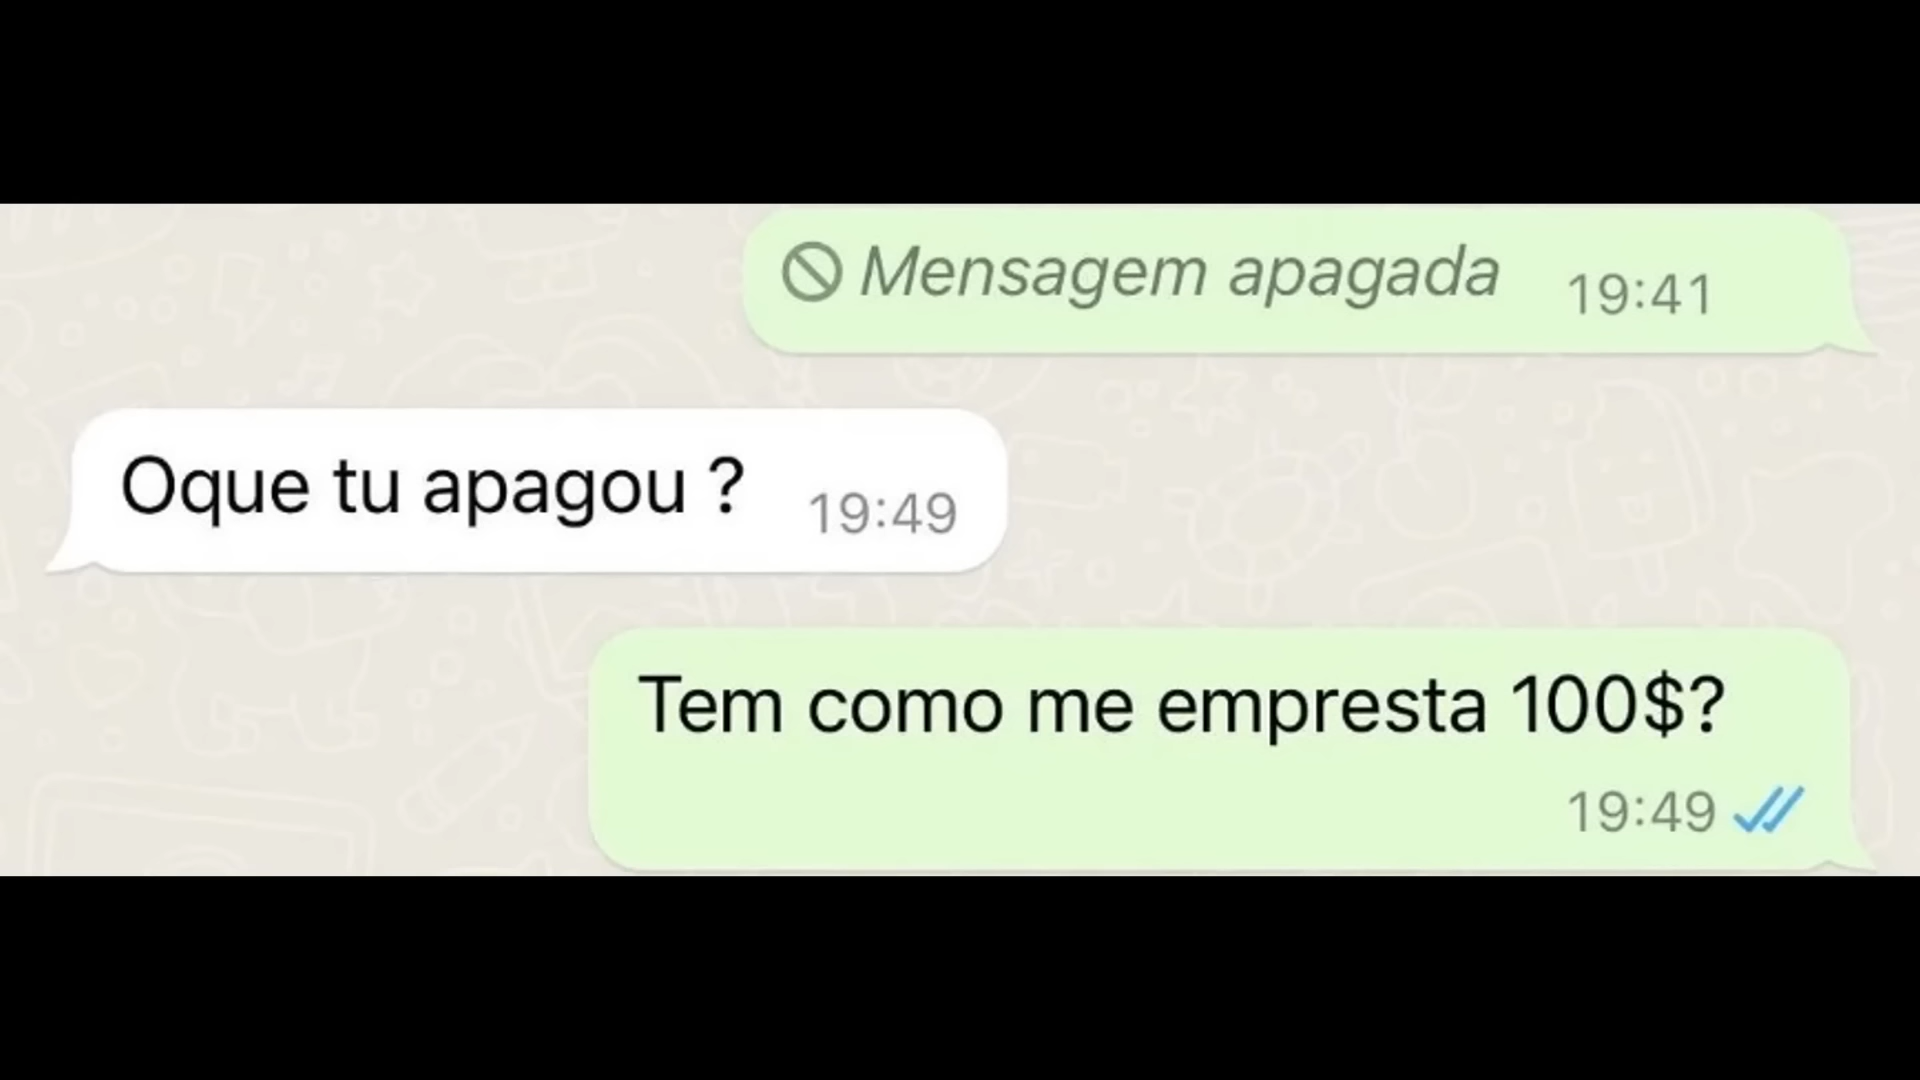 Mensagem apagada 19:41
Oque tu apagou ? 19:49
Tem como me empresta 100$?
19:49